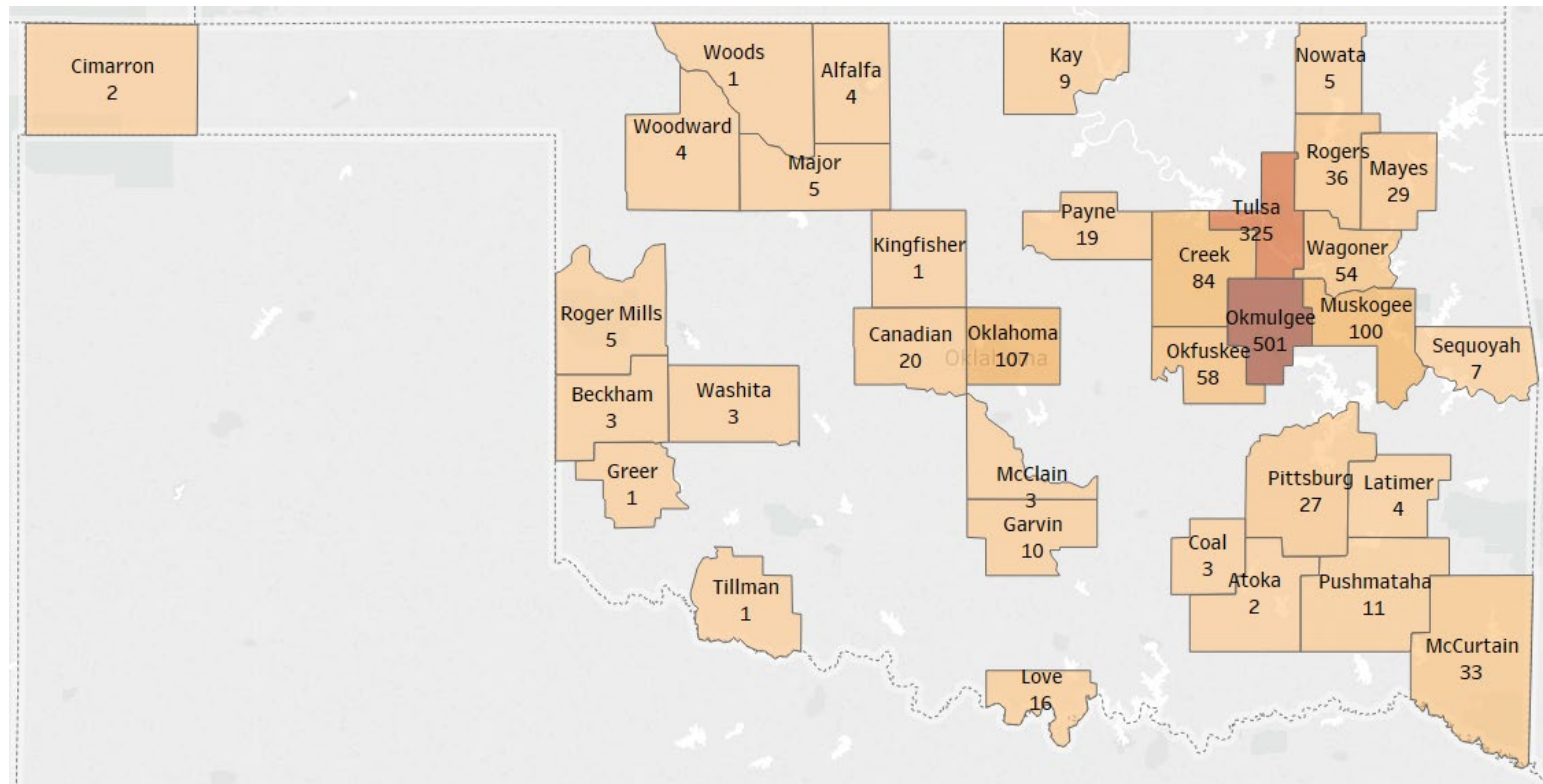 Cimarron
2
Woods
1
Alfalfa
4
Kay
9
Nowata
5
Woodward
4
Major
5
Rogers
36
Mayes
29
Payne
19
Tulsa
325
Kingfisher
1
Creek
84
Wagoner
54
Roger Mills
5
Canadian
20
Oklahoma
107
Oklahoma
Okmulgee
501
Muskogee
100
Okfuskee
58
Sequoyah
7
Beckham
3
Washita
3
Greer
1
McClain
3
Garvin
10
Pittsburg
27
Latimer
4
Coal
3
Atoka
2
Pushmataha
11
Tillman
1
McCurtain
33
Love
16